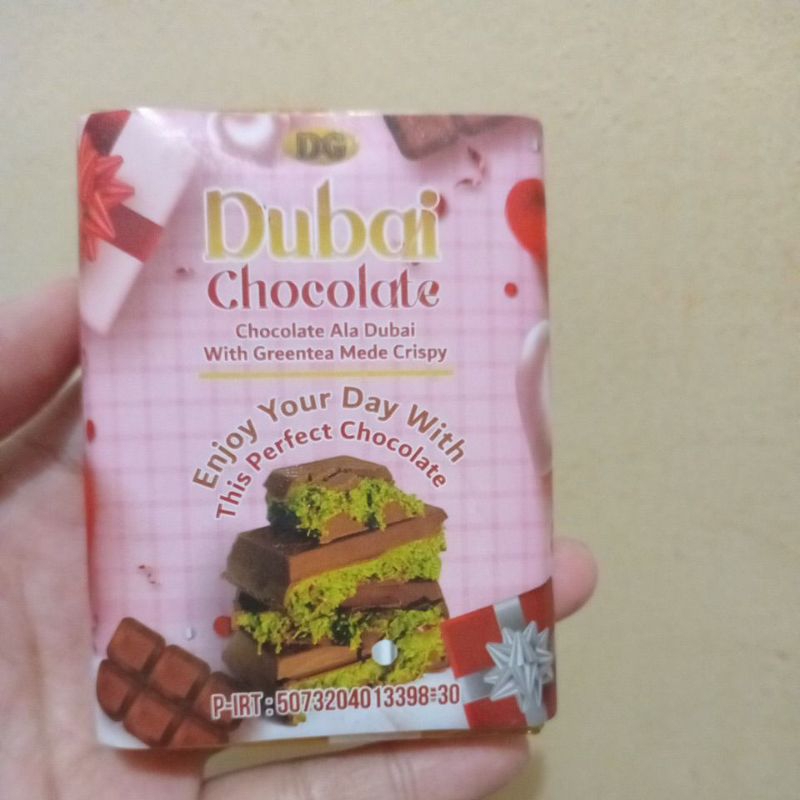 DG
Dubai
Chocolate
Chocolate Ala Dubai
With Greentea Mede Crispy
Enjoy Your Day With
This Perfect Chocolate
P-IRT : 5073204013398-30